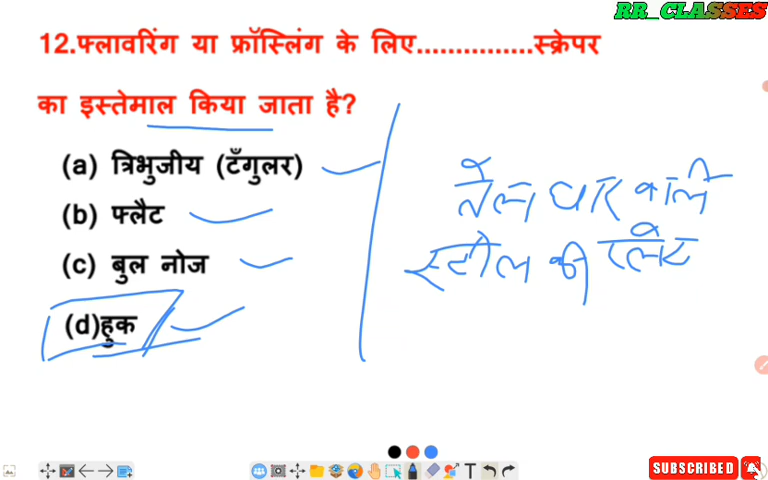 RR_CLASSES
12.फ्लावरिंग या फ्रॉस्लिंग के लिए...............स्क्रेपर
का इस्तेमाल किया जाता है?
(a) त्रिभुजीय (टँगुलर)
(b) फ्लैट
(c) बुल नोज
(d)हुक
तेल धार वाली
स्टील की प्लेट
SUBSCRIBED